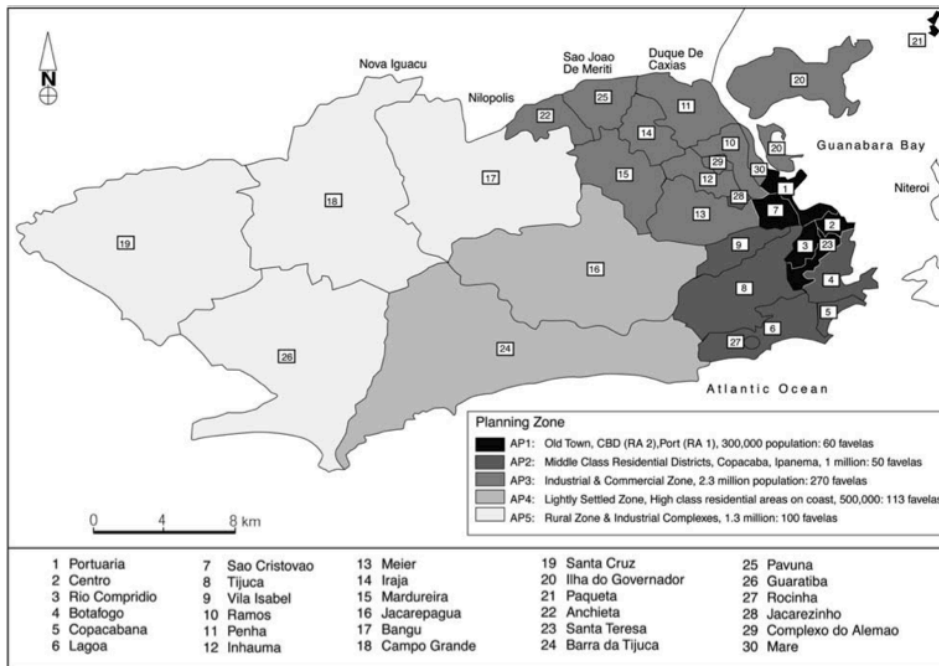 Nova Iguacu
Sao Joao
De Meriti
Duque De
Caxias
Nilopolis
N
21
20
25
11
22
14
10
Guanabara Bay
20
29
30
17
15
12
1
Niteroi
28
18
7
13
2
19
9
3
23
16
4
8
5
6
24
27
26
Atlantic Ocean
Planning Zone
AP1: Old Town, CBD (RA 2),Port (RA 1), 300,000 population: 60 favelas
AP2: Middle Class Residential Districts, Copacaba, Ipanema, 1 million: 50 favelas
AP3: Industrial & Commercial Zone, 2.3 million population: 270 favelas
AP4: Lightly Settled Zone, High class residential areas on coast, 500,000: 113 favelas
AP5: Rural Zone & Industrial Complexes, 1.3 million: 100 favelas
0 4 8 km
1 Portuaria
2 Centro
3 Rio Compridio
4 Botafogo
5 Copacabana
6 Lagoa
7 Sao Cristovao
8 Tijuca
9 Vila Isabel
10 Ramos
11 Penha
12 Inhauma
13 Meier
14 Iraja
15 Mardureira
16 Jacarepagua
17 Bangu
18 Campo Grande
19 Santa Cruz
20 Ilha do Governador
21 Paqueta
22 Anchieta
23 Santa Teresa
24 Barra da Tijuca
25 Pavuna
26 Guaratiba
27 Rocinha
28 Jacarezinho
29 Complexo do Alemao
30 Mare